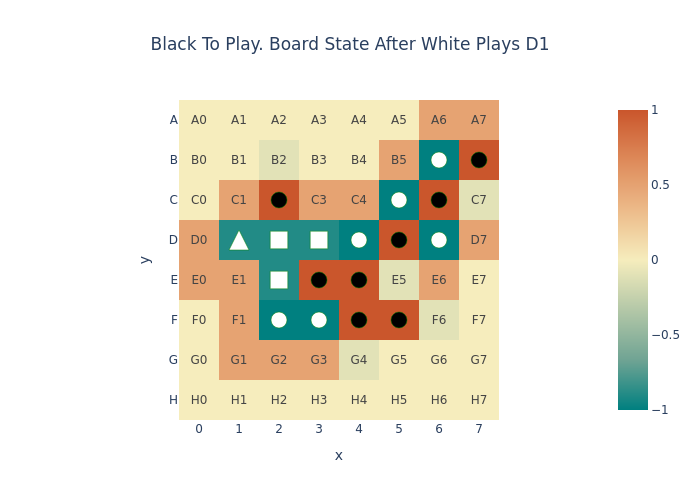 Black To Play. Board State After White Plays D1
A A0 A1 A2 A3 A4 A5 A6 A7
B B0 B1 B2 B3 B4 B5
C C0 C1 C3 C4 C7
D D0 D7
E E0 E1 E5 E6 E7
F F0 F1 F6 F7
G G0 G1 G2 G3 G4 G5 G6 G7
H H0 H1 H2 H3 H4 H5 H6 H7
0 1 2 3 4 5 6 7
x
y
1
0.5
0
−0.5
−1